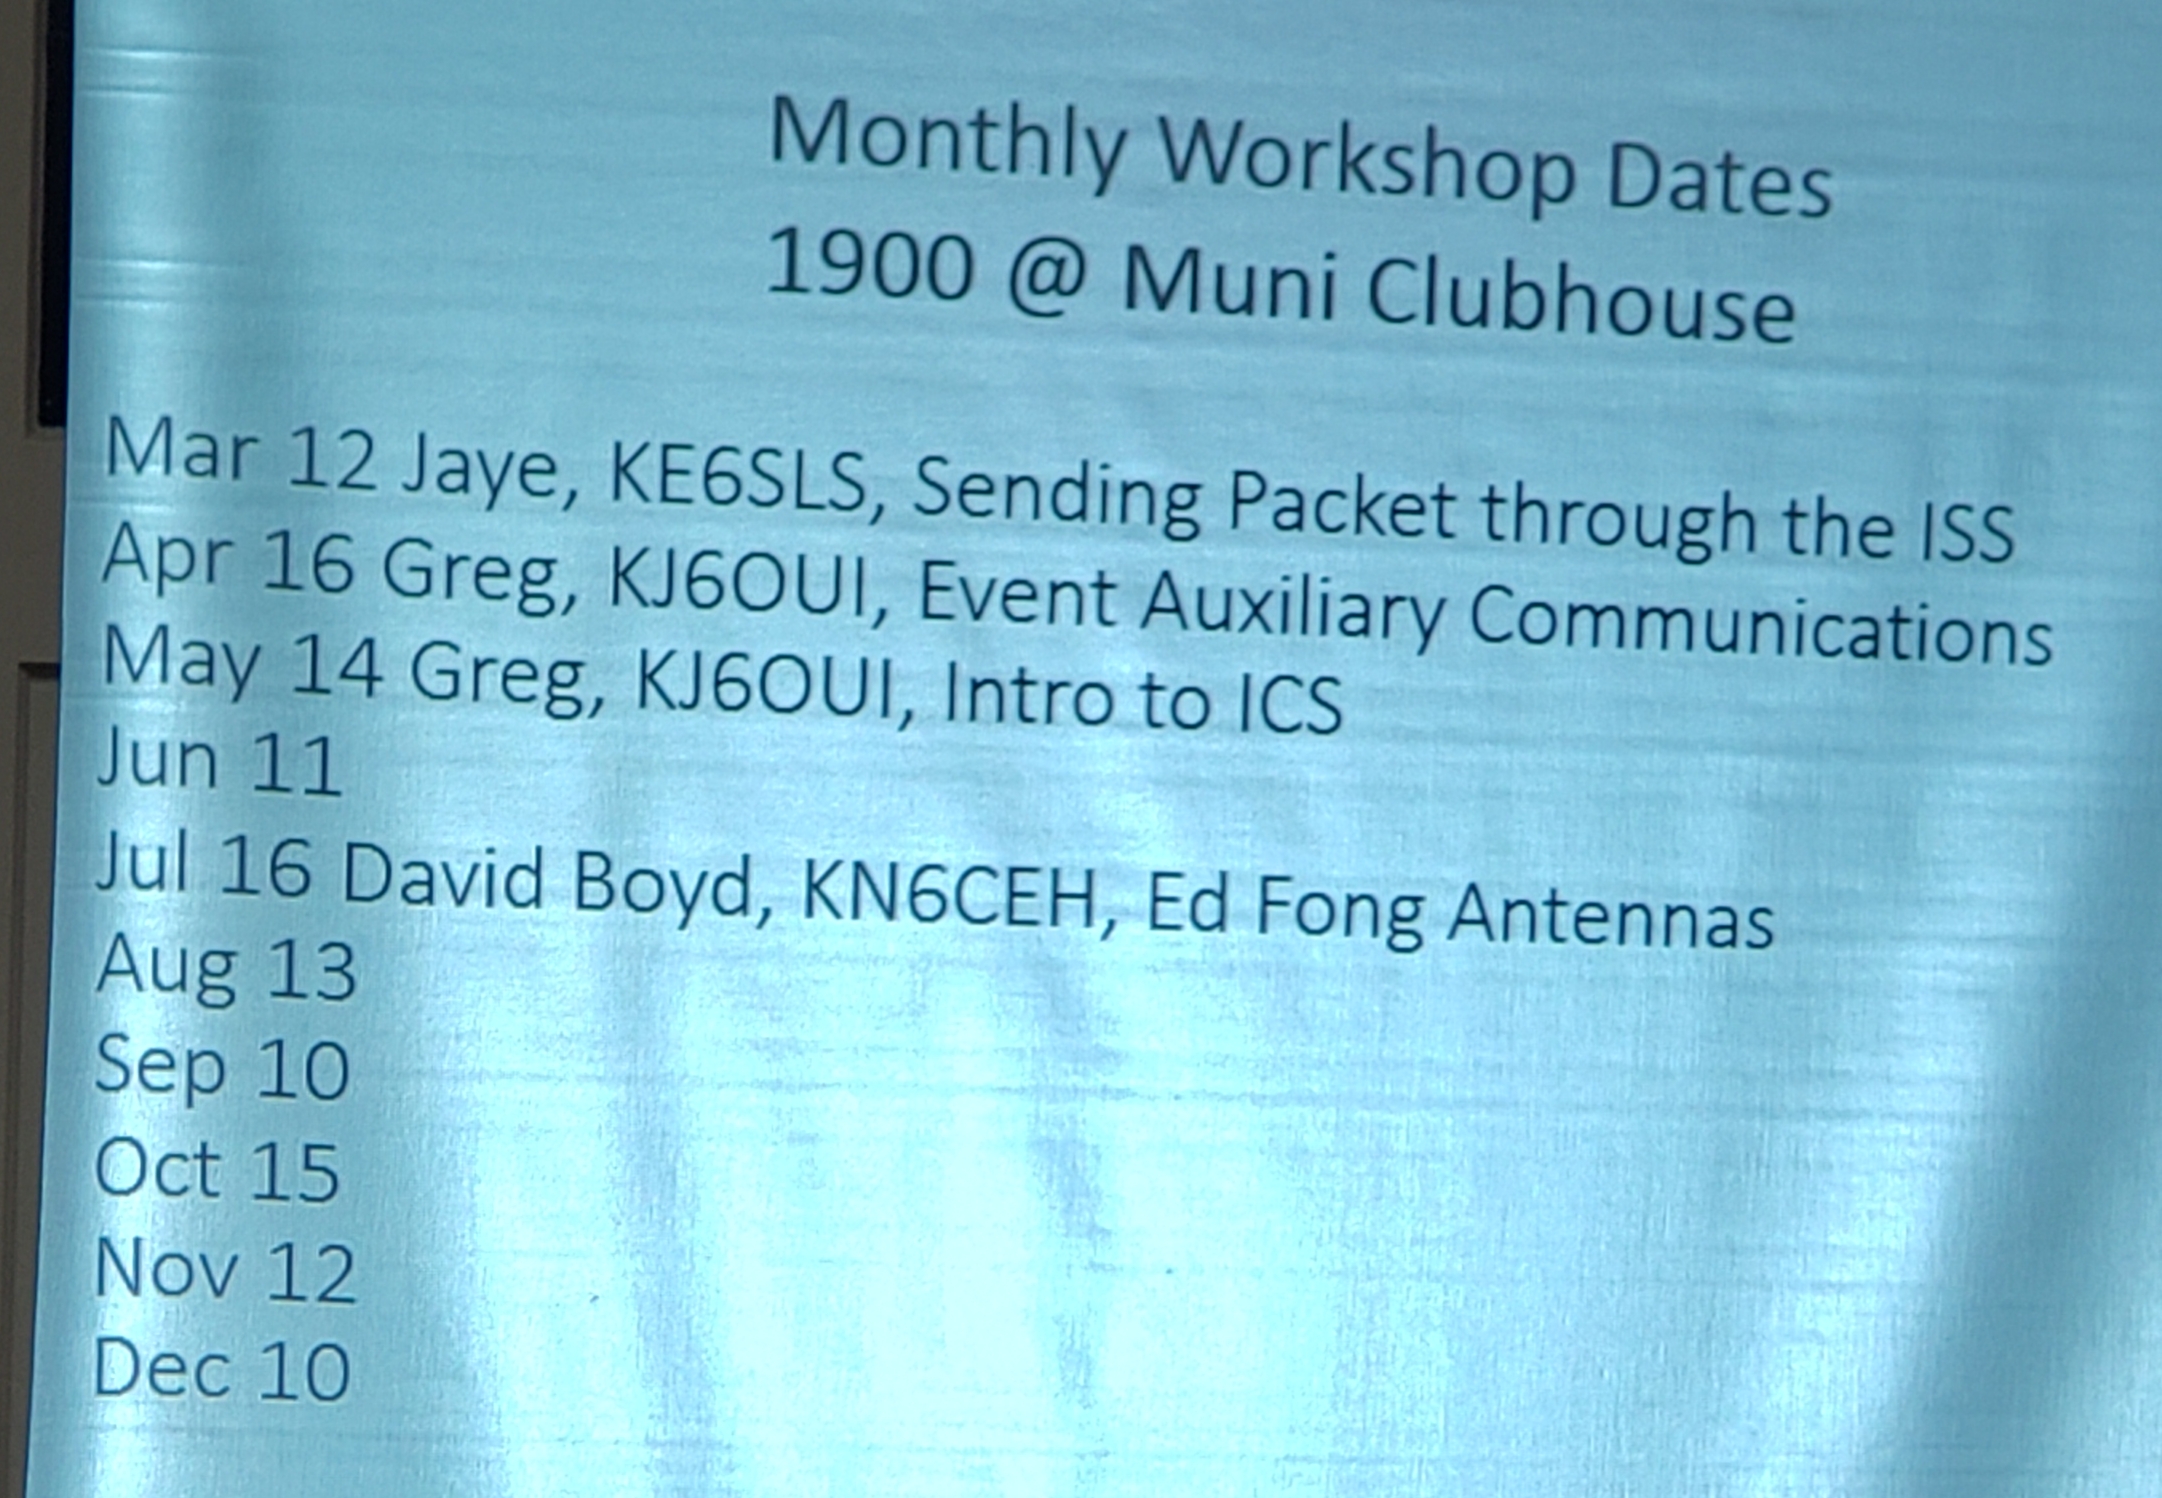 Monthly Workshop Dates
1900 @ Muni Clubhouse
Mar 12 Jaye, KE6SLS, Sending Packet through the ISS
Apr 16 Greg, KJ6OUI, Event Auxiliary Communications
May 14 Greg, KJ6OUI, Intro to ICS
Jun 11
Jul 16 David Boyd, KN6CEH, Ed Fong Antennas
Aug 13
Sep 10
Oct 15
Nov 12
Dec 10